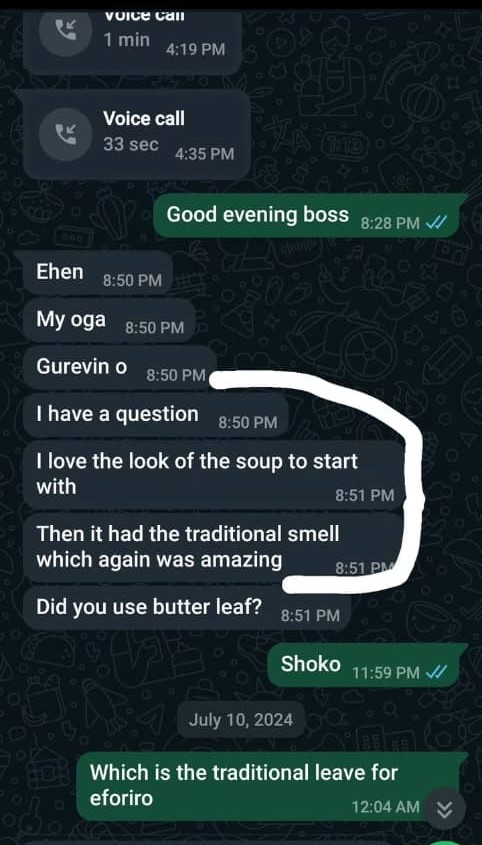 Voice call
1 min 4:19 PM
Voice call
33 sec 4:35 PM
Good evening boss 8:28 PM
Ehen 8:50 PM
My oga 8:50 PM
Gurevin o 8:50 PM
I have a question 8:50 PM
I love the look of the soup to start
with 8:51 PM
Then it had the traditional smell
which again was amazing 8:51 PM
Did you use butter leaf? 8:51 PM
Shoko 11:59 PM
July 10, 2024
Which is the traditional leave for
eforiro 12:04 AM